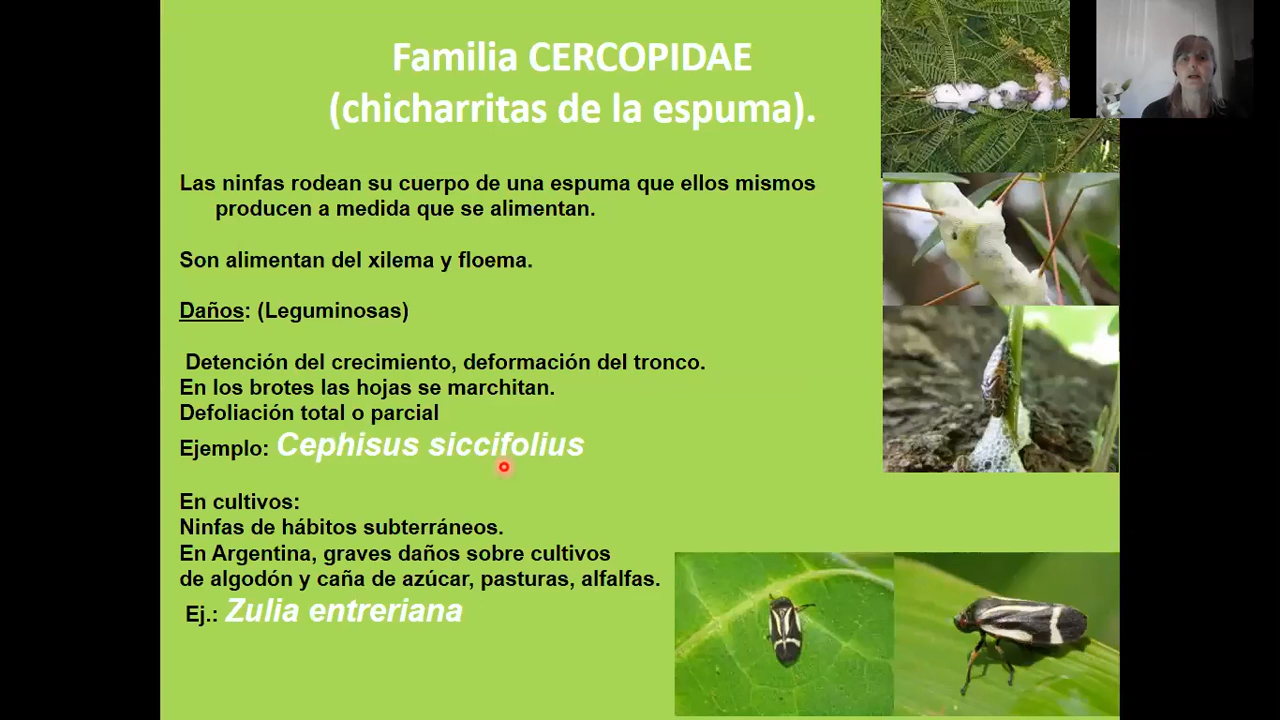 Familia CERCOPIDAE
(chicharritas de la espuma).
Las ninfas rodean su cuerpo de una espuma que ellos mismos
producen a medida que se alimentan.
Son alimentan del xilema y floema.
Daños: (Leguminosas)
Detención del crecimiento, deformación del tronco.
En los brotes las hojas se marchitan.
Defoliación total o parcial
Ejemplo: Cephisus siccifolius
En cultivos:
Ninfas de hábitos subterráneos.
En Argentina, graves daños sobre cultivos
de algodón y caña de azúcar, pasturas, alfalfas.
Ej.: Zulia entreriana